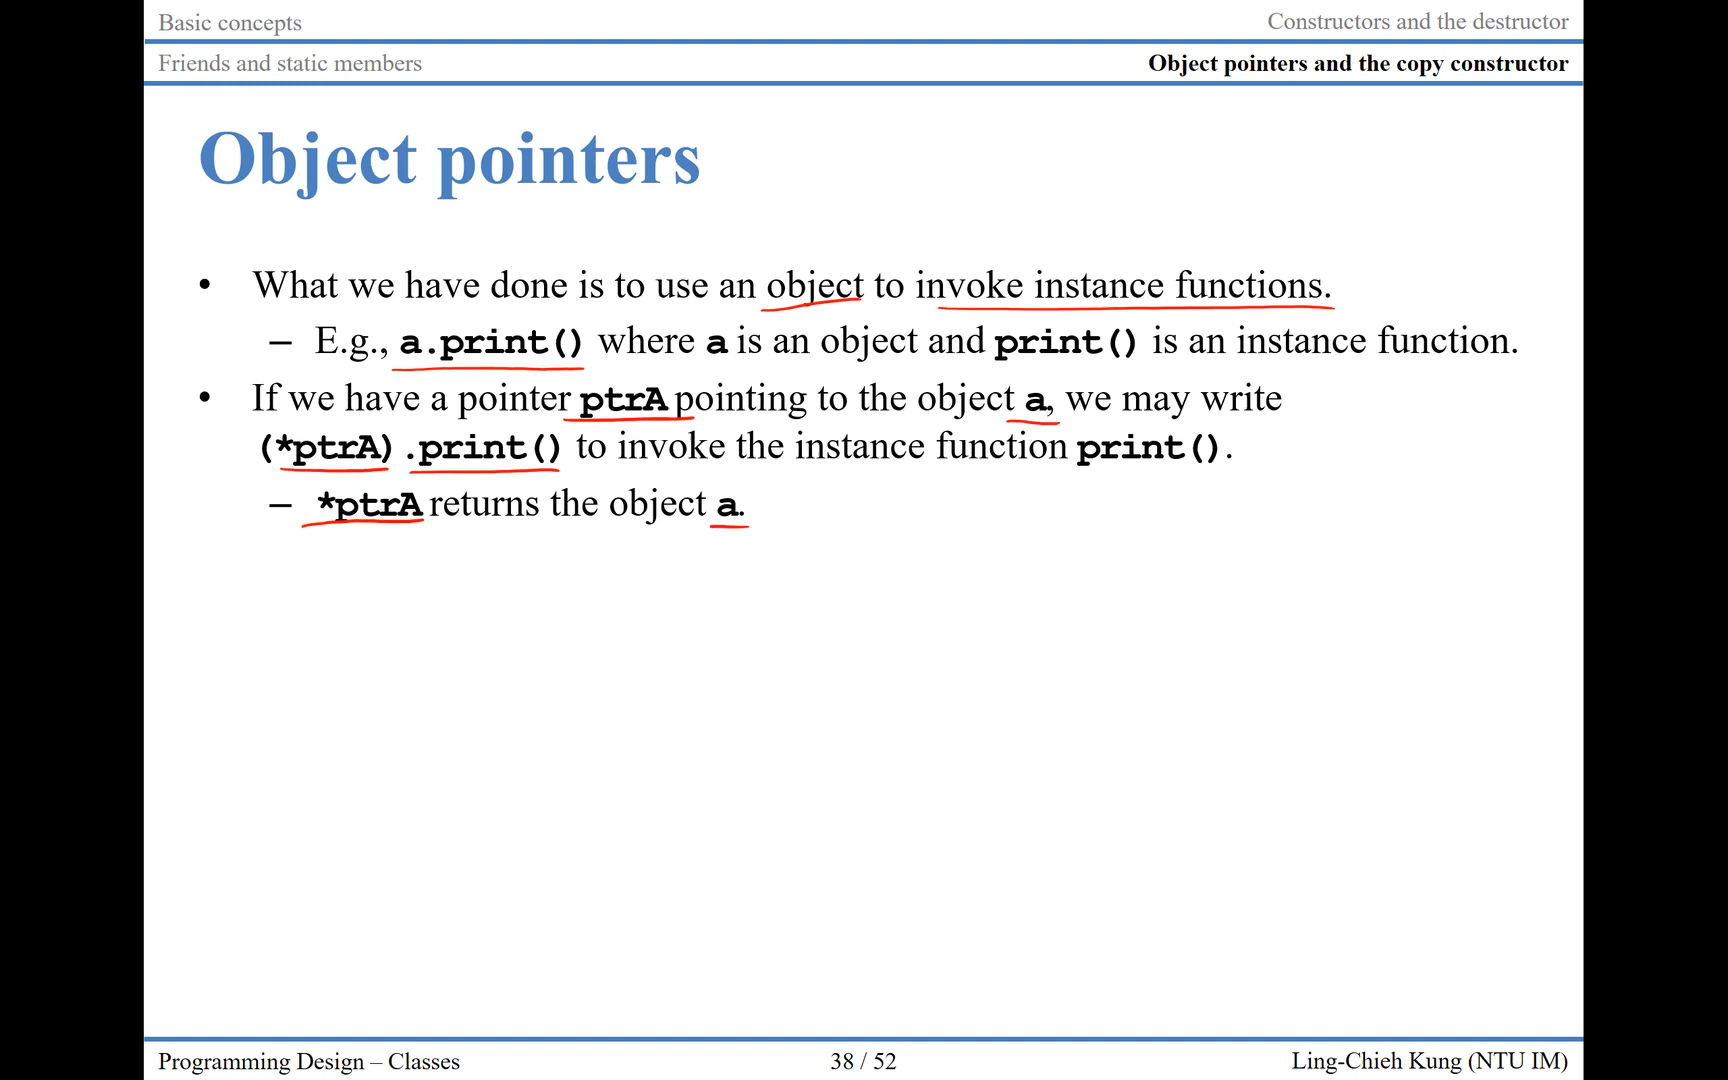 Basic concepts
Constructors and the destructor
Friends and static members
Object pointers and the copy constructor
Object pointers
• What we have done is to use an object to invoke instance functions.
– E.g., a.print() where a is an object and print() is an instance function.
• If we have a pointer ptrA pointing to the object a, we may write
(*ptrA).print() to invoke the instance function print().
– *ptrA returns the object a.
Programming Design – Classes
38 / 52
Ling-Chieh Kung (NTU IM)